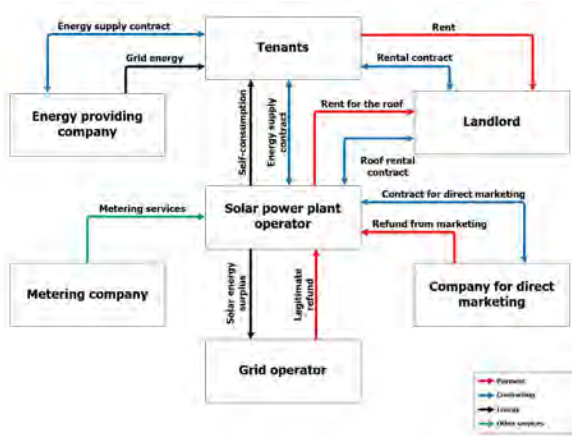 Energy supply contract
Rent
Tenants
Rental contract
Grid energy
Energy providing
company
Self-consumption
Energy supply
contract
Rent for the roof
Landlord
Roof rental
contract
Metering services
Solar power plant
operator
Contract for direct marketing
Refund from marketing
Metering company
Solar energy
surplus
Legitimate
refund
Company for direct
marketing
Grid operator
Payment
Contracting
Energy
Other services